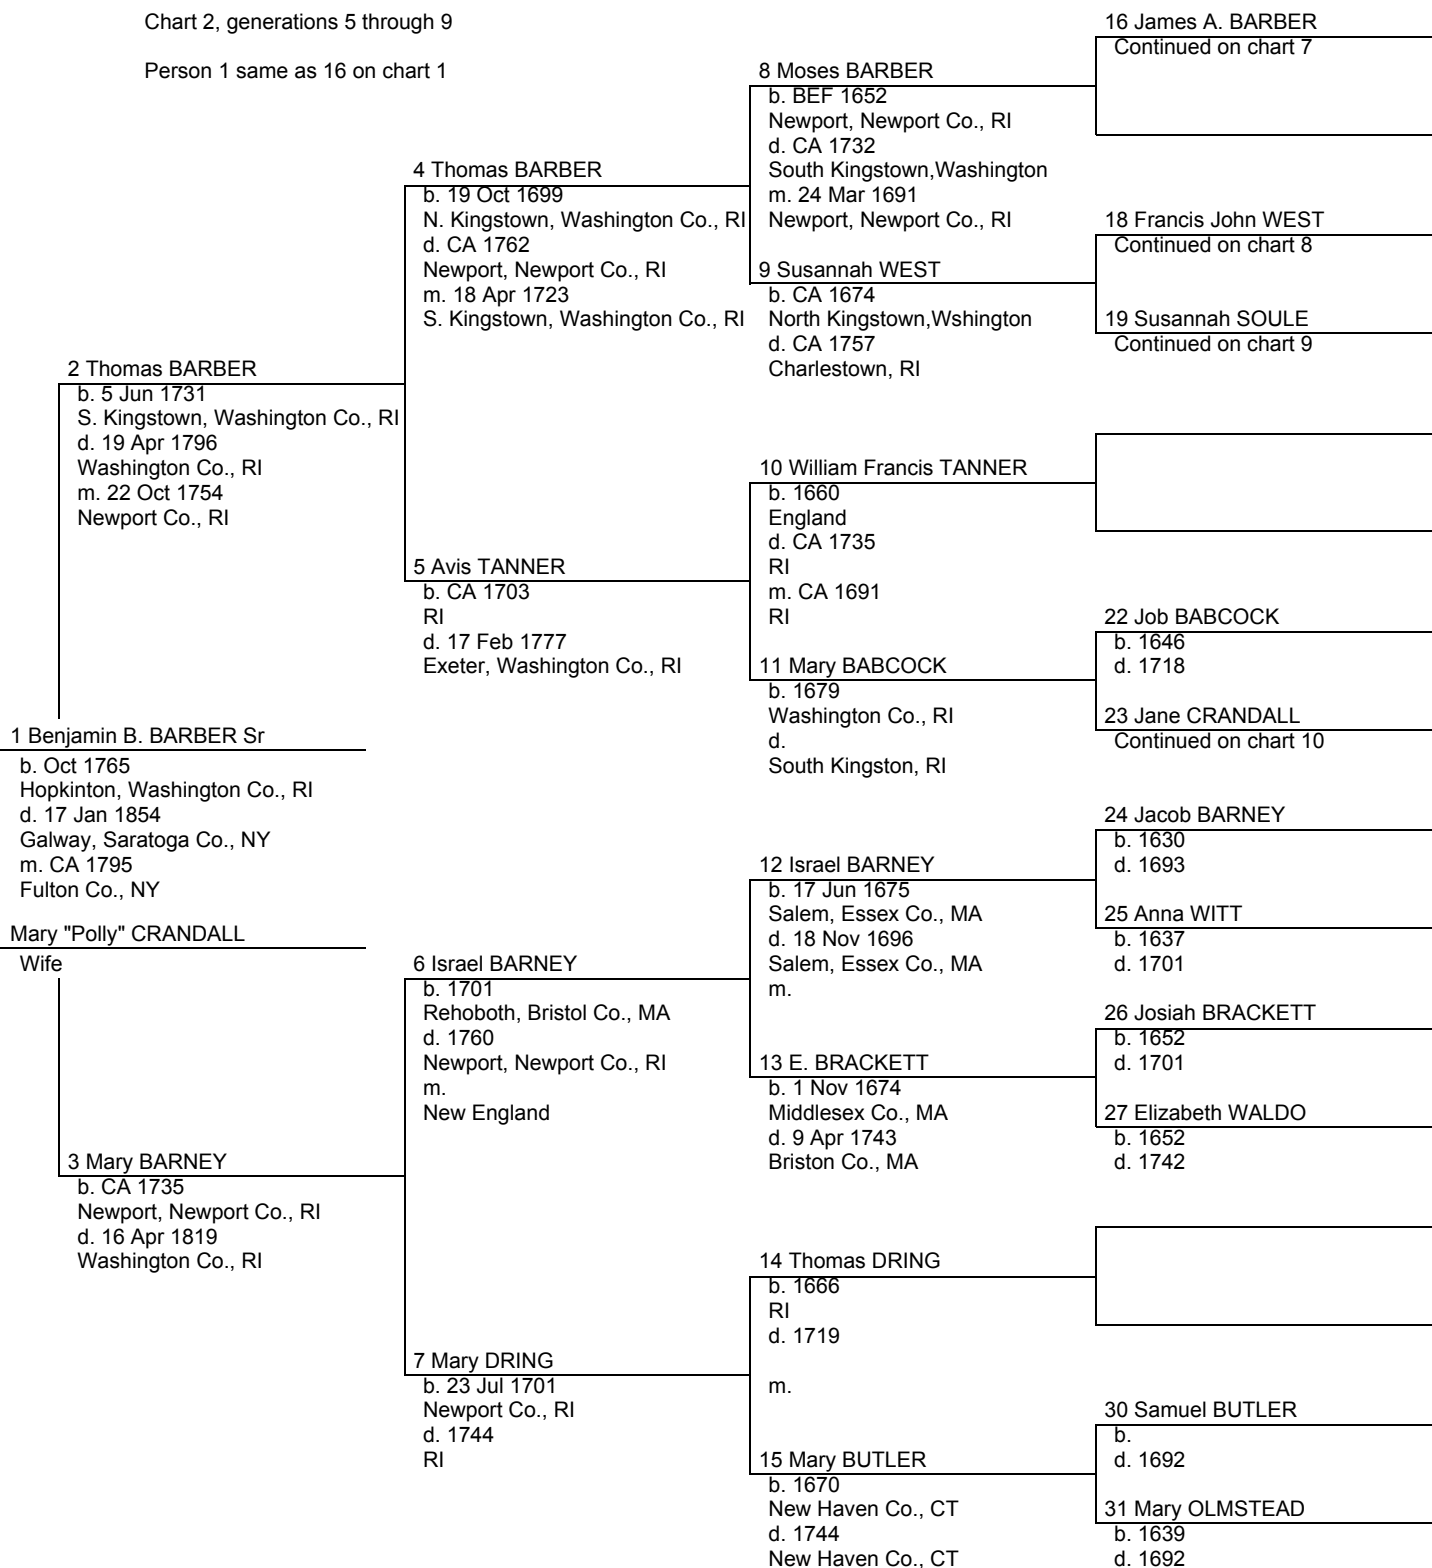 Chart 2, generations 5 through 9
Person 1 same as 16 on chart 1
1 Benjamin B. BARBER Sr
b. Oct 1765
Hopkinton, Washington Co., RI
d. 17 Jan 1854
Galway, Saratoga Co., NY
m. CA 1795
Fulton Co., NY
Mary "Polly" CRANDALL
Wife
2 Thomas BARBER
b. 5 Jun 1731
S. Kingstown, Washington Co., RI
d. 19 Apr 1796
Washington Co., RI
m. 22 Oct 1754
Newport Co., RI
3 Mary BARNEY
b. CA 1735
Newport, Newport Co., RI
d. 16 Apr 1819
Washington Co., RI
4 Thomas BARBER
b. 19 Oct 1699
N. Kingstown, Washington Co., RI
d. CA 1762
Newport, Newport Co., RI
m. 18 Apr 1723
S. Kingstown, Washington Co., RI
5 Avis TANNER
b. CA 1703
RI
d. 17 Feb 1777
Exeter, Washington Co., RI
6 Israel BARNEY
b. 1701
Rehoboth, Bristol Co., MA
d. 1760
Newport, Newport Co., RI
m.
New England
7 Mary DRING
b. 23 Jul 1701
Newport Co., RI
d. 1744
RI
8 Moses BARBER
b. BEF 1652
Newport, Newport Co., RI
d. CA 1732
South Kingstown,Washington
m. 24 Mar 1691
Newport, Newport Co., RI
9 Susannah WEST
b. CA 1674
North Kingstown,Wshington
d. CA 1757
Charlestown, RI
10 William Francis TANNER
b. 1660
England
d. CA 1735
RI
m. CA 1691
RI
11 Mary BABCOCK
b. 1679
Washington Co., RI
d.
South Kingston, RI
12 Israel BARNEY
b. 17 Jun 1675
Salem, Essex Co., MA
d. 18 Nov 1696
Salem, Essex Co., MA
m.
13 E. BRACKETT
b. 1 Nov 1674
Middlesex Co., MA
d. 9 Apr 1743
Briston Co., MA
14 Thomas DRING
b. 1666
RI
d. 1719
m.
15 Mary BUTLER
b. 1670
New Haven Co., CT
d. 1744
New Haven Co., CT
16 James A. BARBER
Continued on chart 7
18 Francis John WEST
Continued on chart 8
19 Susannah SOULE
Continued on chart 9
22 Job BABCOCK
b. 1646
d. 1718
23 Jane CRANDALL
Continued on chart 10
24 Jacob BARNEY
b. 1630
d. 1693
25 Anna WITT
b. 1637
d. 1701
26 Josiah BRACKETT
b. 1652
d. 1701
27 Elizabeth WALDO
b. 1652
d. 1742
30 Samuel BUTLER
b.
d. 1692
31 Mary OLMSTEAD
b. 1639
d. 1692